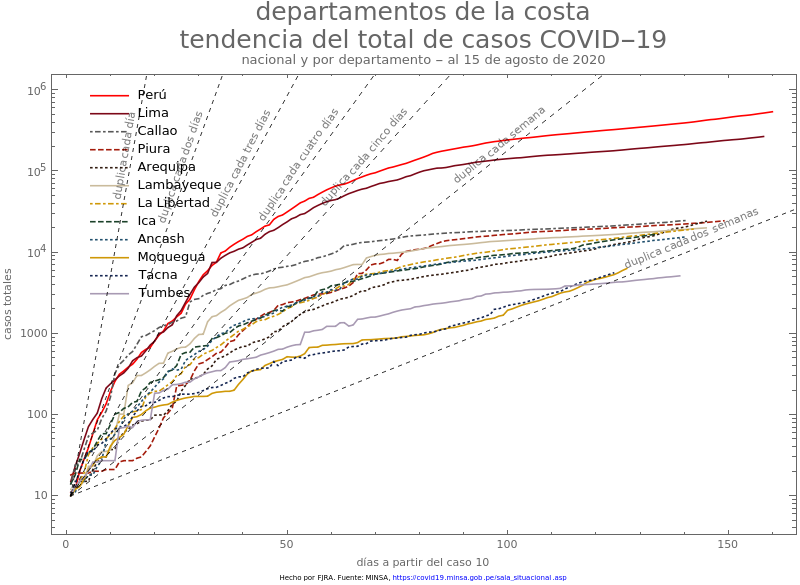 departamentos de la costa
tendencia del total de casos COVID‒19
nacional y por departamento ‒ al 15 de agosto de 2020
10^6
10^5
10^4
1000
100
10
casos totales
Perú
Lima
Callao
Piura
Arequipa
Lambayeque
La Libertad
Ica
Ancash
Moquegua
Tacna
Tumbes
duplica cada día
duplica cada dos días
duplica cada tres días
duplica cada cuatro días
duplica cada cinco días
duplica cada semana
duplica cada dos semanas
0
50
100
150
días a partir del caso 10
Hecho por FJRA. Fuente: MINSA, https://covid19.minsa.gob.pe/sala_situacional.asp